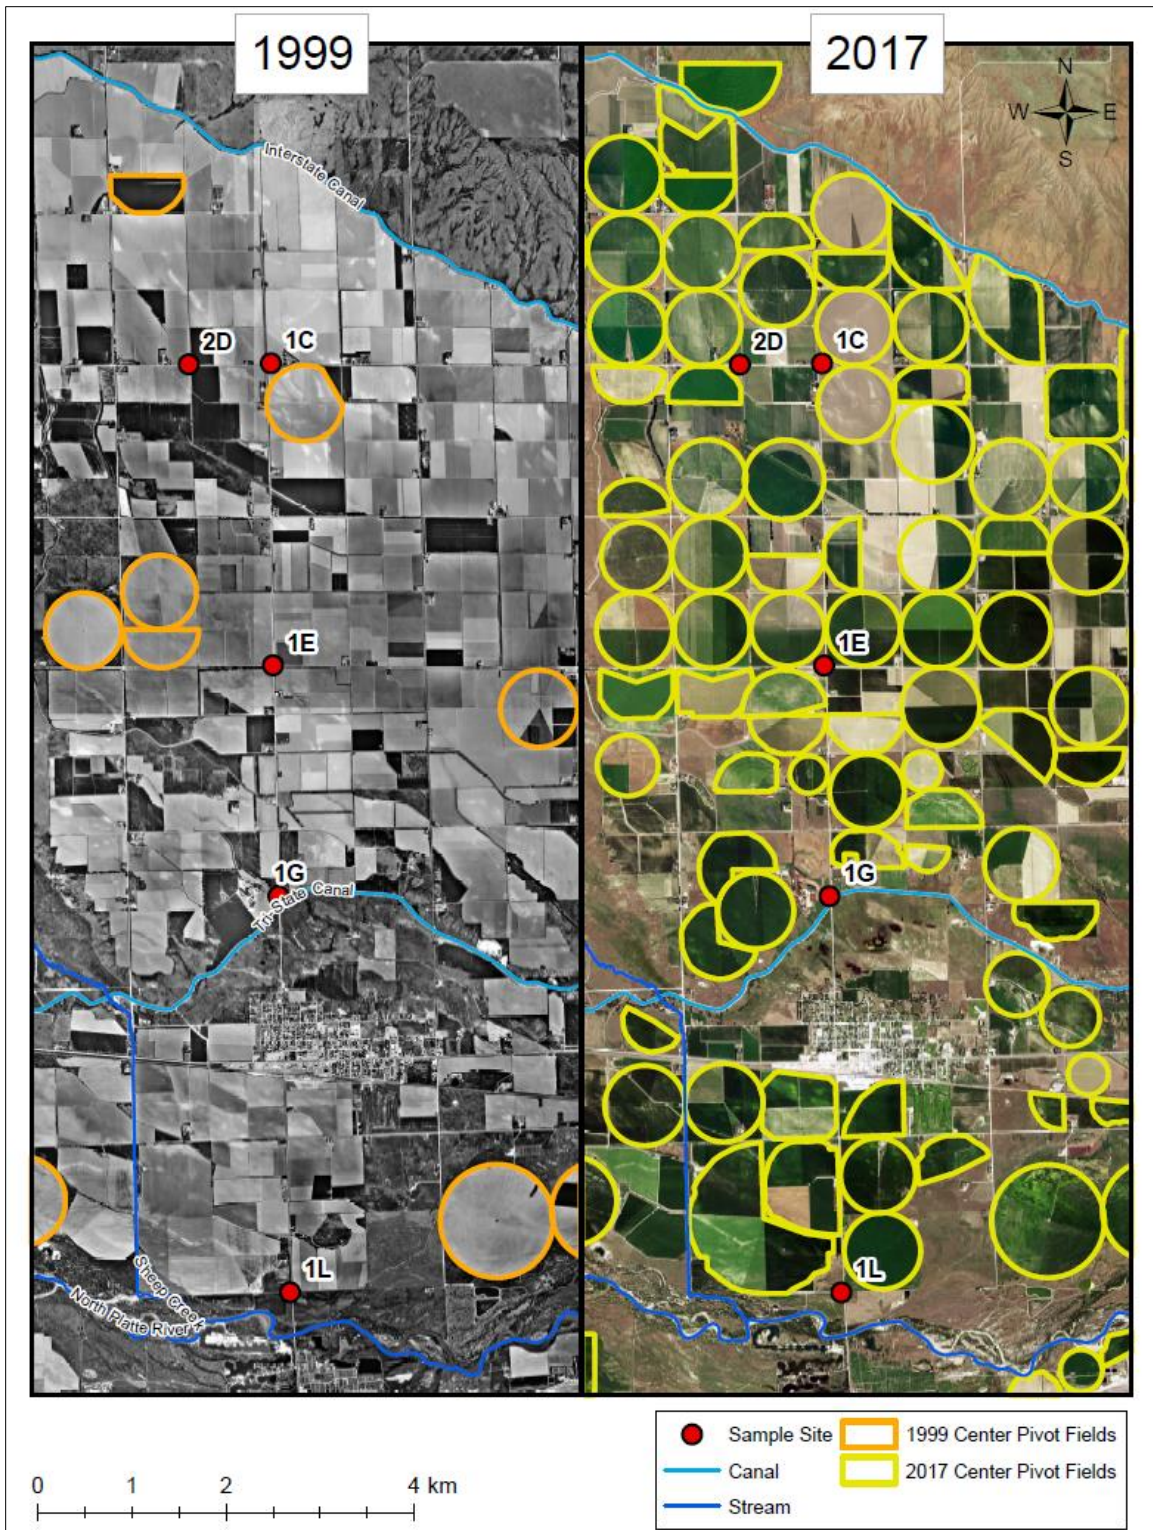 1999
2017
N
W E
S
Interstate Canal
2D
1C
2D
1C
1E
1E
1G
Tri-State Canal
1G
Sheep Creek
North Platte River
1L
1L
Sample Site
1999 Center Pivot Fields
Canal
2017 Center Pivot Fields
Stream
0 1 2 4 km